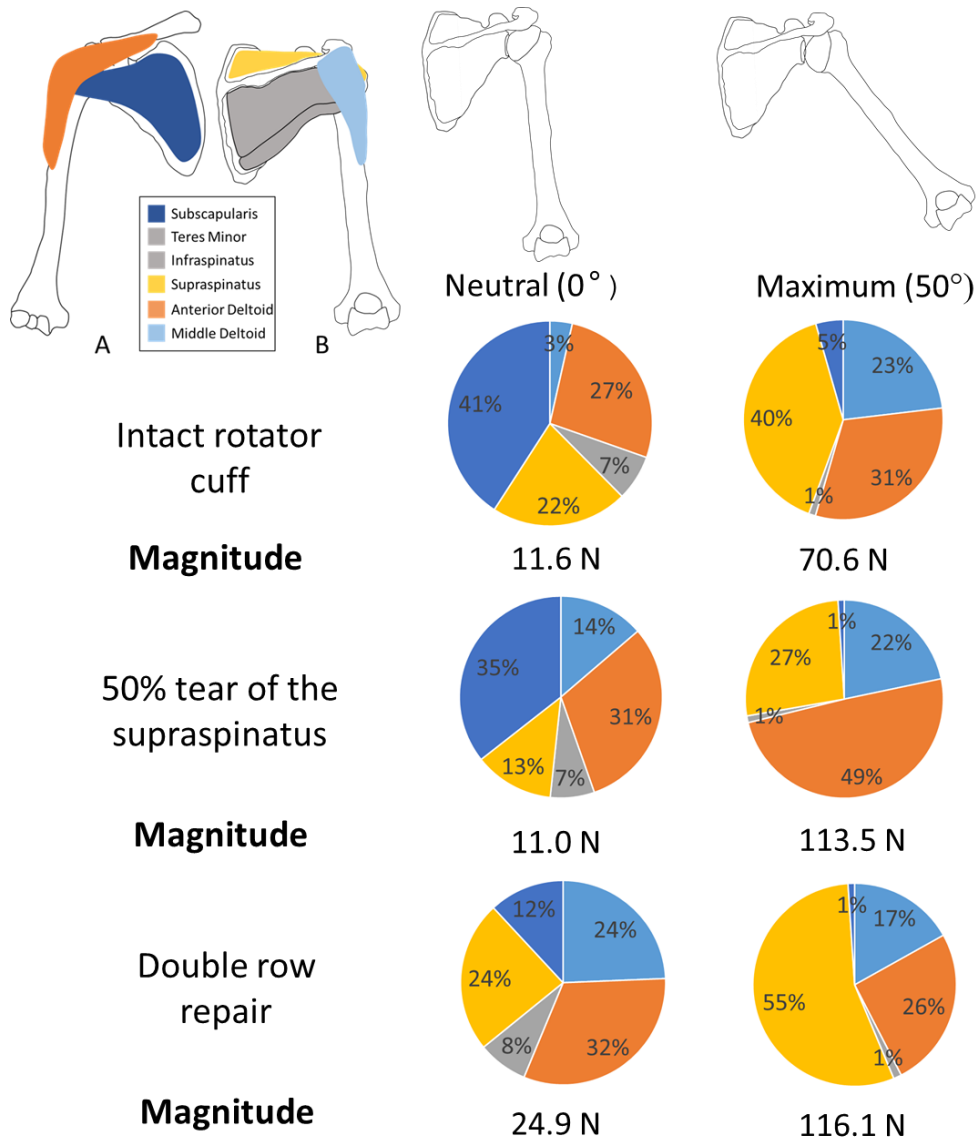 Subscapularis
Teres Minor
Infraspinatus
Supraspinatus
Anterior Deltoid
Middle Deltoid
A
B
Neutral (0°)
Maximum (50°)
Intact rotator
cuff
3%
27%
7%
22%
41%
5%
23%
31%
1%
40%
Magnitude
11.6 N
70.6 N
50% tear of the
supraspinatus
14%
31%
7%
13%
35%
1%
22%
49%
1%
27%
Magnitude
11.0 N
113.5 N
Double row
repair
12%
24%
32%
8%
24%
1%
17%
26%
1%
55%
Magnitude
24.9 N
116.1 N